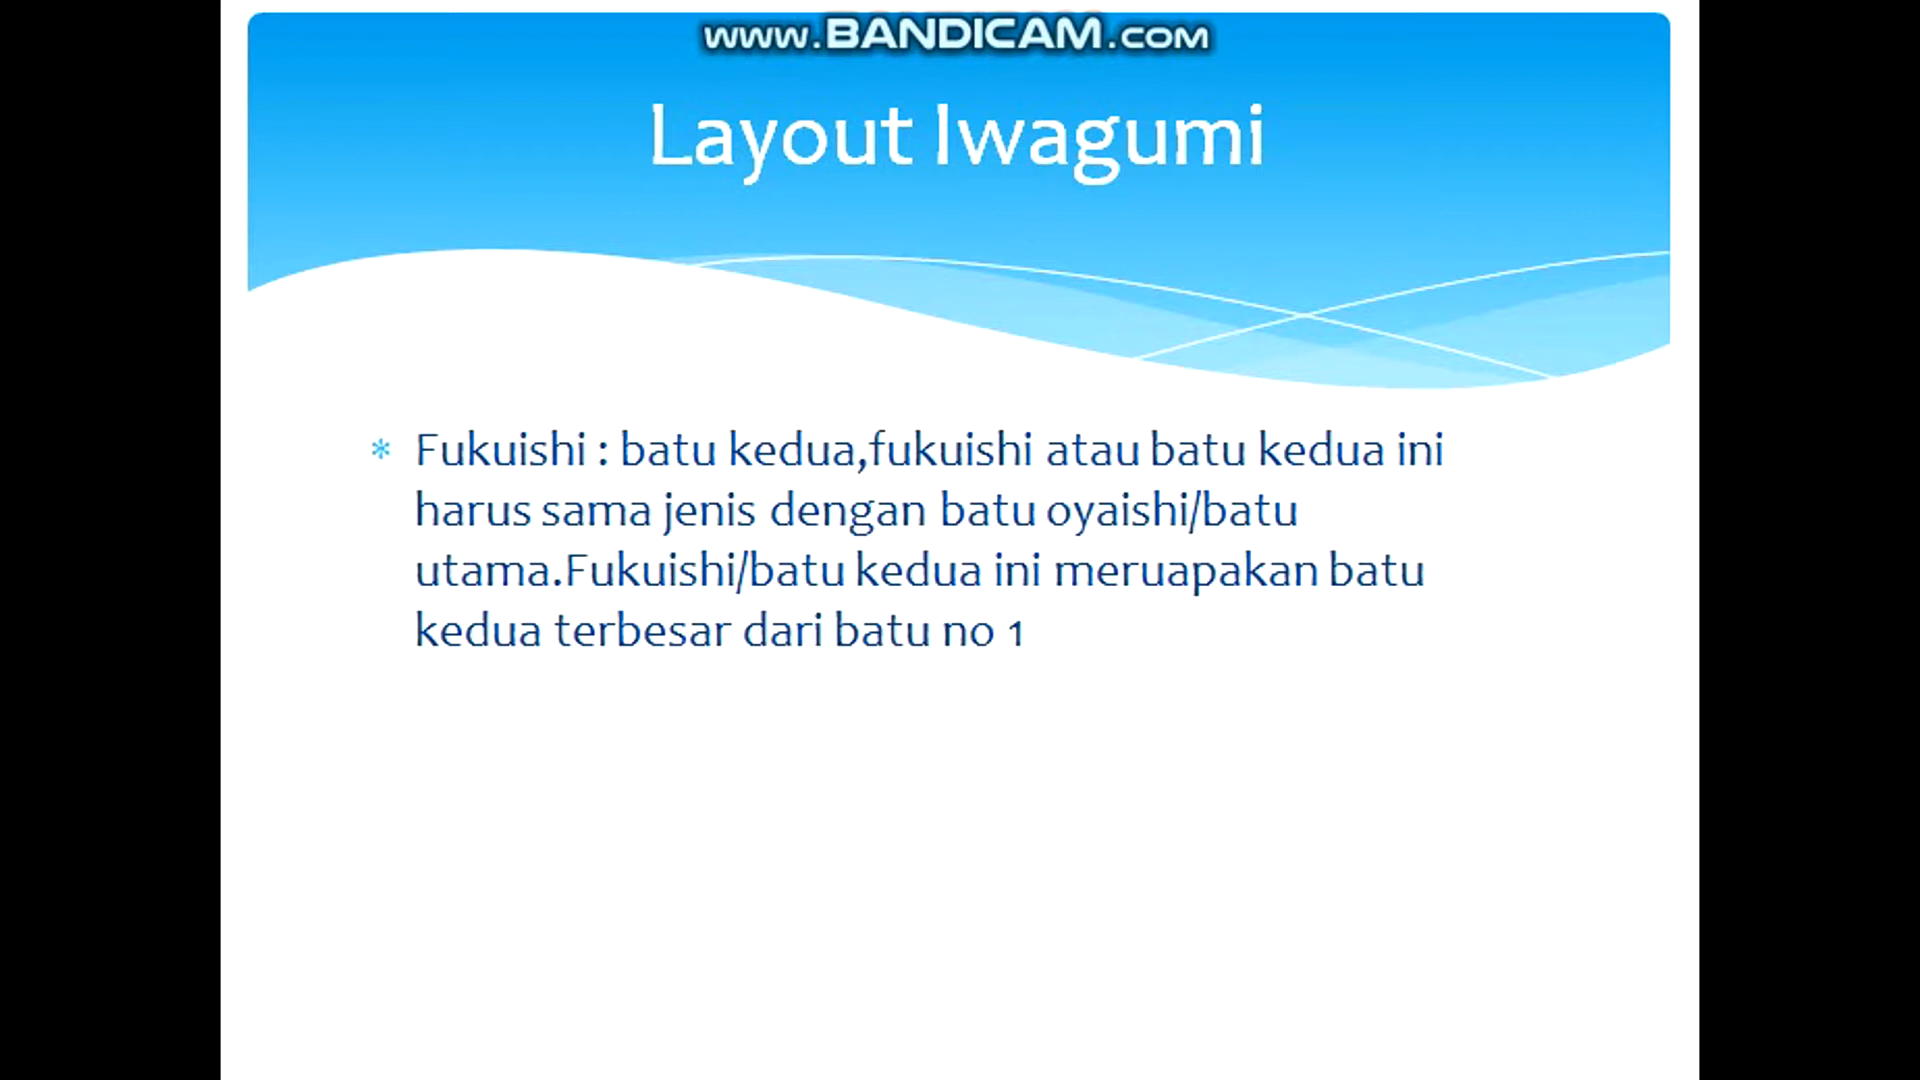 www.BANDICAM.com
Layout Iwagumi
* Fukuishi : batu kedua,fukuishi atau batu kedua ini
harus sama jenis dengan batu oyaishi/batu
utama.Fukuishi/batu kedua ini meruapakan batu
kedua terbesar dari batu no 1